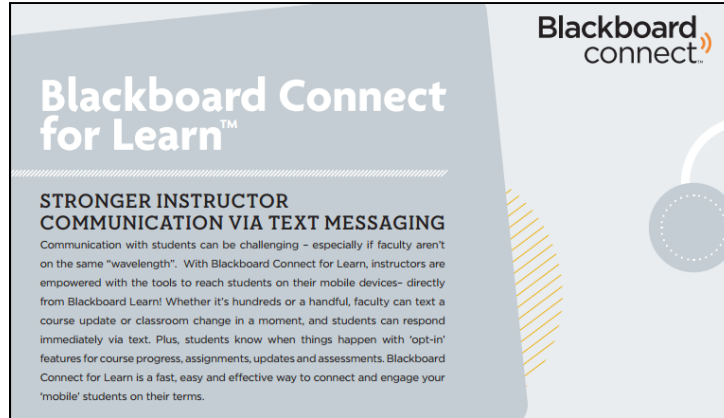 Blackboard
connect™
Blackboard Connect
for Learn™
STRONGER INSTRUCTOR
COMMUNICATION VIA TEXT MESSAGING
Communication with students can be challenging – especially if faculty aren't
on the same "wavelength".  With Blackboard Connect for Learn, instructors are
empowered with the tools to reach students on their mobile devices– directly
from Blackboard Learn! Whether it's hundreds or a handful, faculty can text a
course update or classroom change in a moment, and students can respond
immediately via text. Plus, students know when things happen with 'opt-in'
features for course progress, assignments, updates and assessments. Blackboard
Connect for Learn is a fast, easy and effective way to connect and engage your
'mobile' students on their terms.